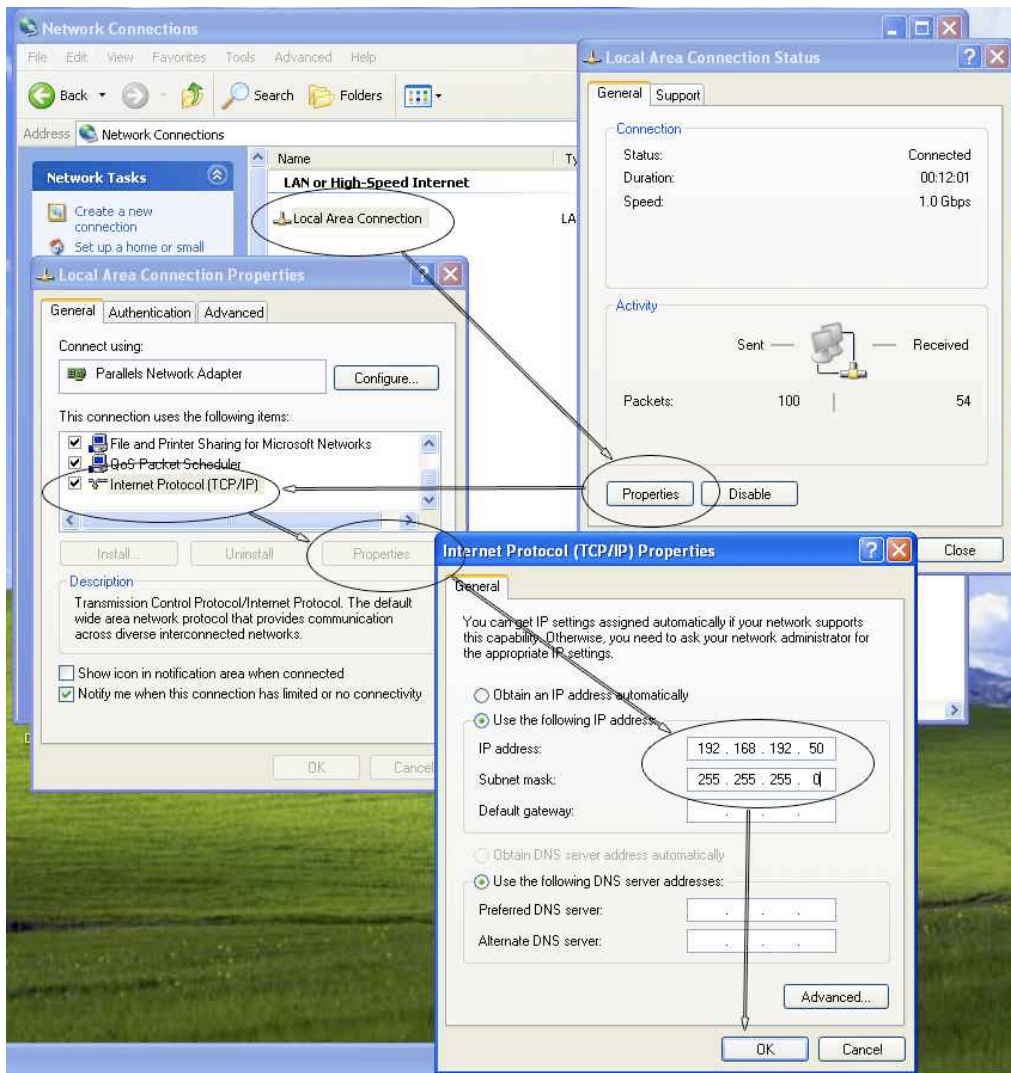 Network Connections
File Edit View Favorites Tools Advanced Help
Back Search Folders
Address Network Connections
Network Tasks
Create a new
connection
Set up a home or small
Name
LAN or High-Speed Internet
Local Area Connection
LA
Local Area Connection Status
General Support
Connection
Status: Connected
Duration: 00:12:01
Speed: 1.0 Gbps
Activity
Sent Received
Packets: 100 54
Properties Disable
Close
Local Area Connection Properties
General Authentication Advanced
Connect using:
Parallels Network Adapter Configure...
This connection uses the following items:
File and Printer Sharing for Microsoft Networks
QoS Packet Scheduler
Internet Protocol (TCP/IP)
Install... Uninstall Properties
Description
Transmission Control Protocol/Internet Protocol. The default
wide area network protocol that provides communication
across diverse interconnected networks.
Show icon in notification area when connected
Notify me when this connection has limited or no connectivity
OK Cancel
Internet Protocol (TCP/IP) Properties
General
You can get IP settings assigned automatically if your network supports
this capability. Otherwise, you need to ask your network administrator for
the appropriate IP settings.
Obtain an IP address automatically
Use the following IP address:
IP address: 192 . 168 . 192 . 50
Subnet mask: 255 . 255 . 255 . 0
Default gateway: . . .
Obtain DNS server address automatically
Use the following DNS server addresses:
Preferred DNS server: . . .
Alternate DNS server: . . .
Advanced...
OK Cancel